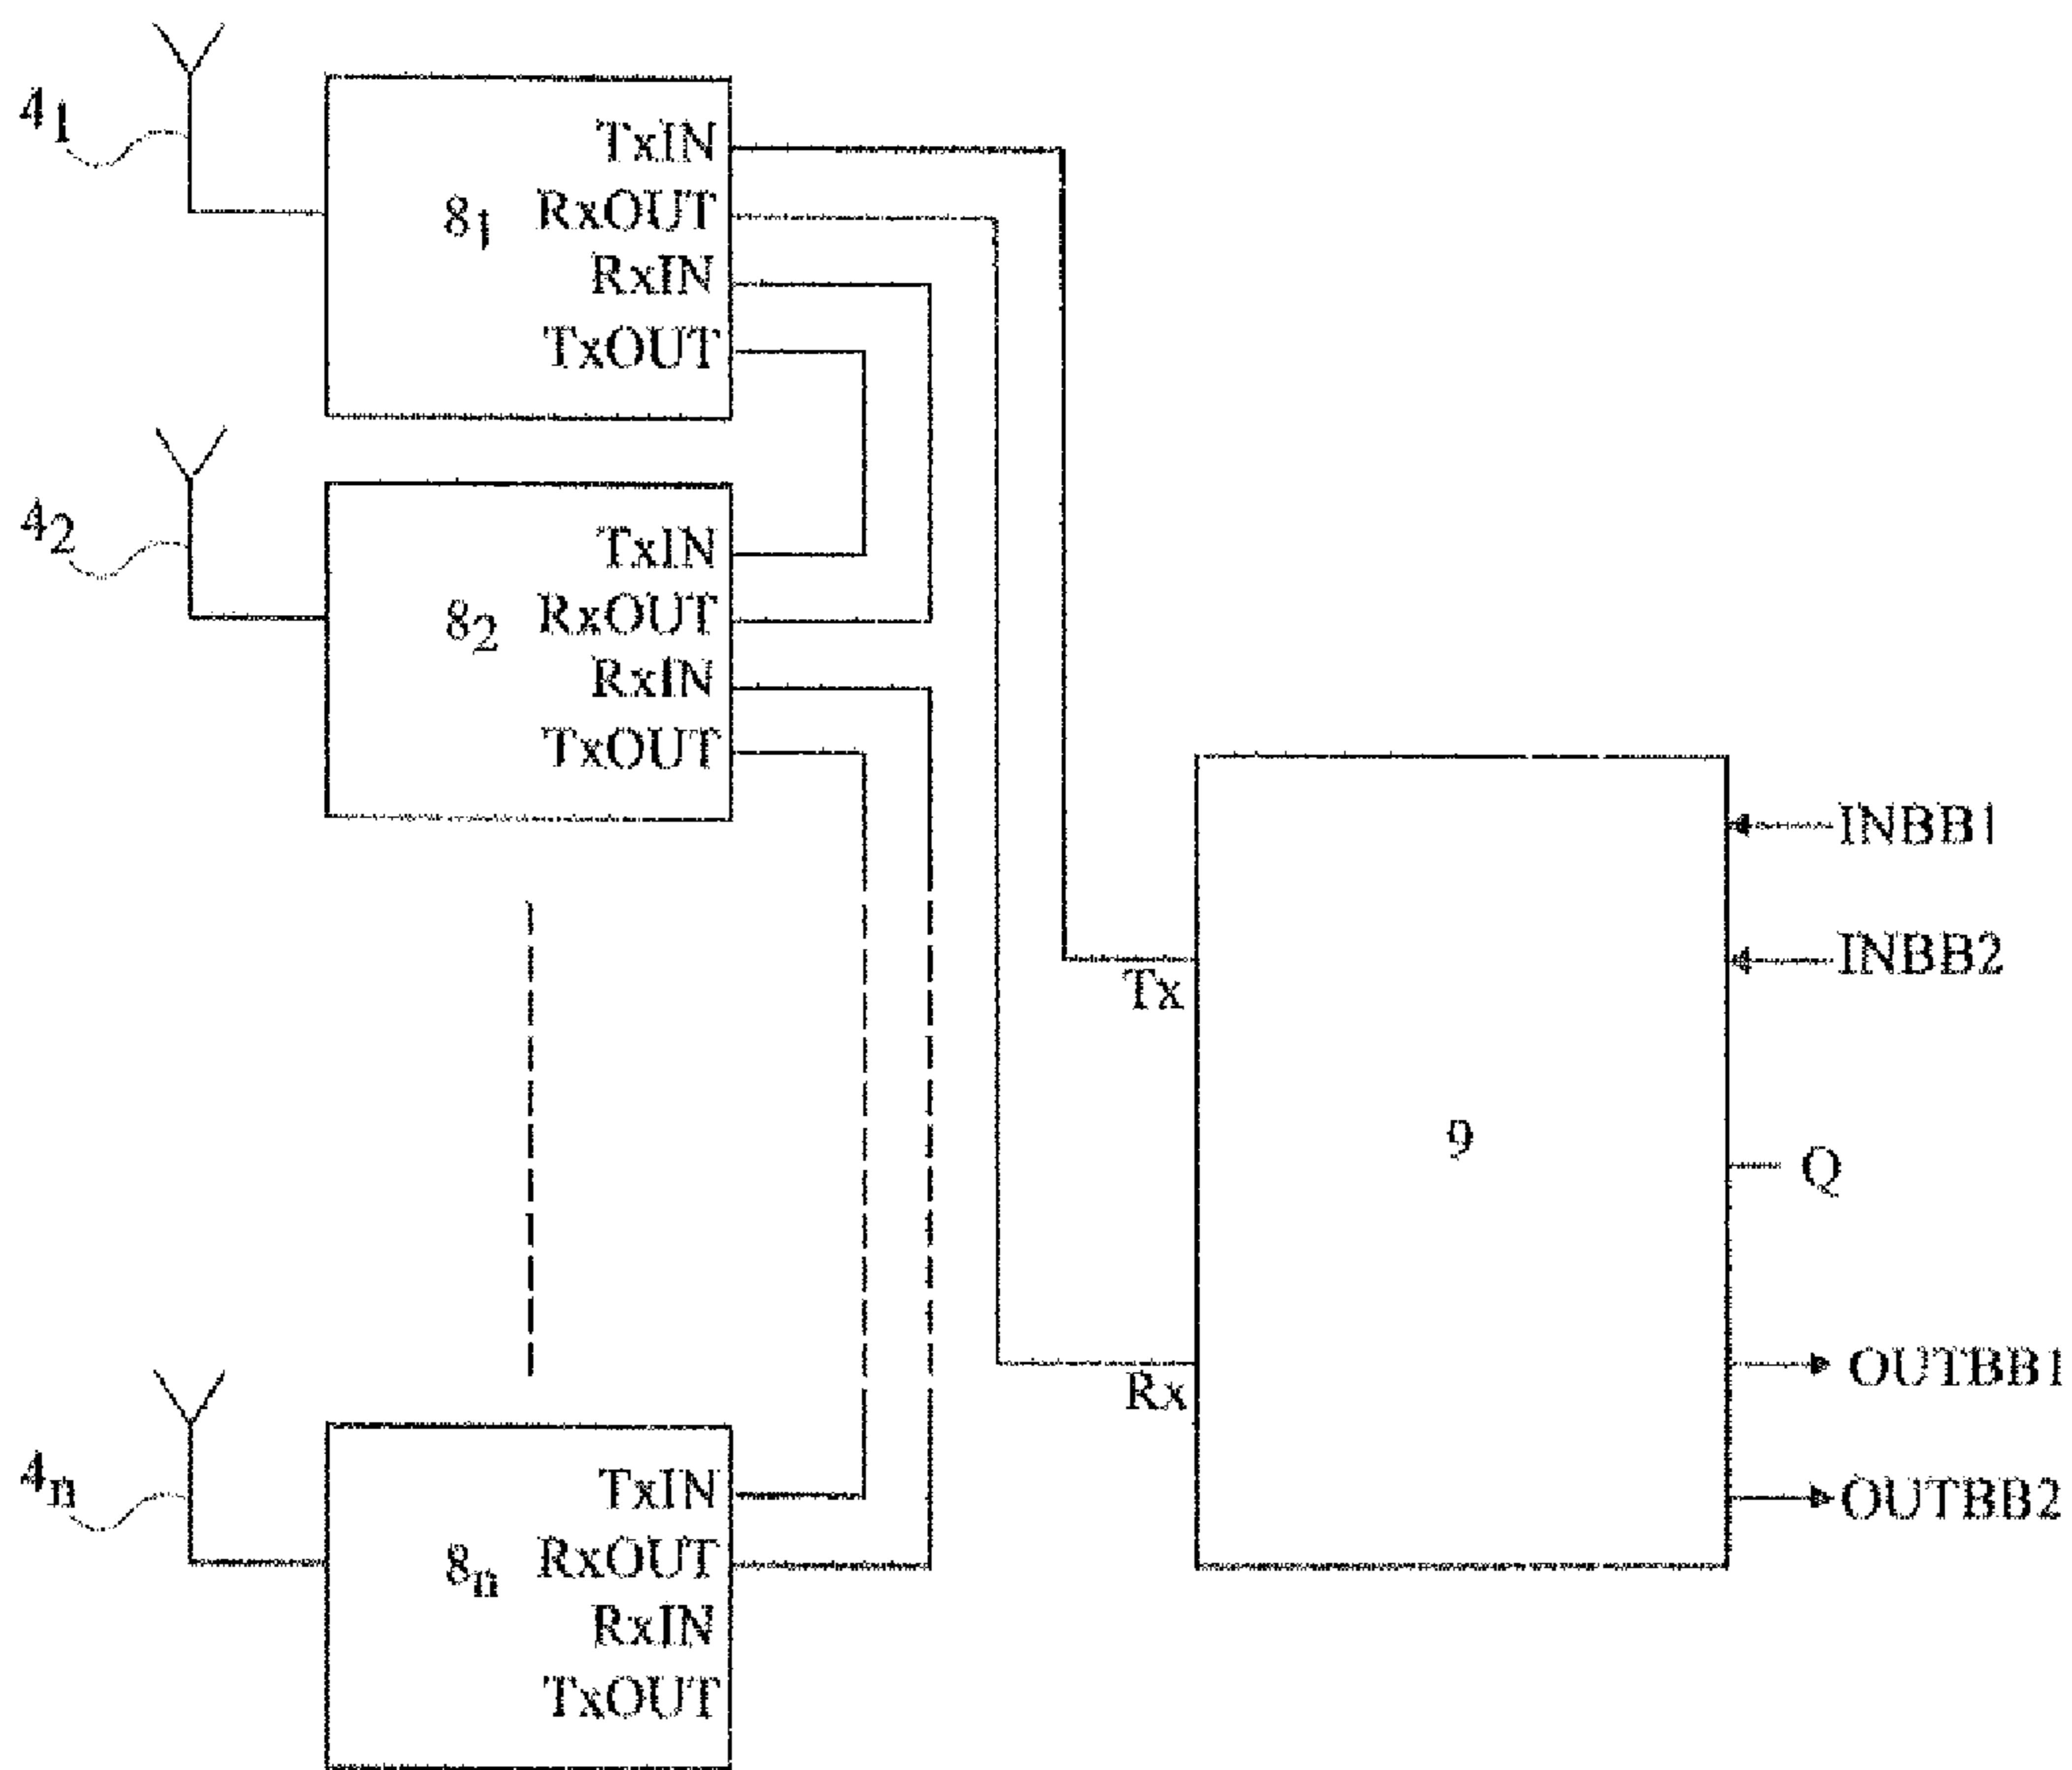 4₁
TxIN
8₁
RxOUT
RxIN
TxOUT
4₂
TxIN
8₂
RxOUT
RxIN
TxOUT
INBB1
INBB2
Tx
9
Q
OUTBB1
Rx
OUTBB2
4ₙ
TxIN
8ₙ
RxOUT
RxIN
TxOUT